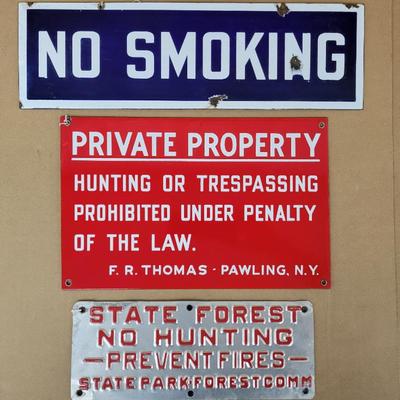 NO SMOKING
PRIVATE PROPERTY
HUNTING OR TRESPASSING
PROHIBITED UNDER PENALTY
OF THE LAW.
F. R. THOMAS · PAWLING, N.Y.
STATE FOREST
NO HUNTING
—PREVENT FIRES—
STATE PARK & FOREST COMM